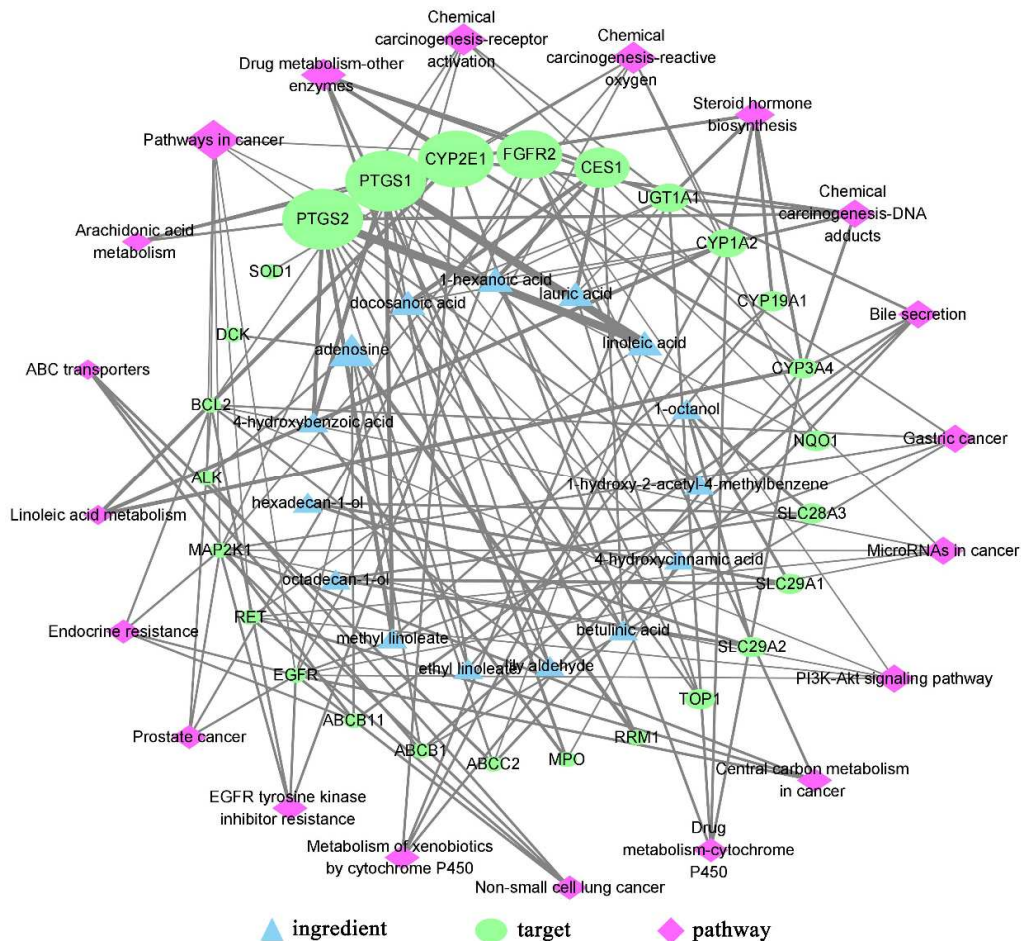 Chemical
carcinogenesis-receptor
activation
Chemical
carcinogenesis-reactive
oxygen
Drug metabolism-other
enzymes
Steroid hormone
biosynthesis
Pathways in cancer
CYP2E1
FGFR2
CES1
PTGS1
UGT1A1
Chemical
carcinogenesis-DNA
adducts
PTGS2
Arachidonic acid
metabolism
CYP1A2
SOD1
1-hexanoic acid
lauric acid
docosanoic acid
CYP19A1
Bile secretion
DCK
adenosine
linoleic acid
ABC transporters
CYP3A4
BCL2
4-hydroxybenzoic acid
1-octanol
NQO1
Gastric cancer
ALK
1-hydroxy-2-acetyl-4-methylbenzene
Linoleic acid metabolism
hexadecan-1-ol
SLC28A3
MAP2K1
MicroRNAs in cancer
4-hydroxycinnamic acid
octadecan-1-ol
SLC29A1
RET
Endocrine resistance
methyl linoleate
betulinic acid
SLC29A2
EGFR
ethyl linoleate
lily aldehyde
PI3K-Akt signaling pathway
TOP1
ABCB11
Prostate cancer
RRM1
ABCB1
ABCC2
MPO
Central carbon metabolism
in cancer
EGFR tyrosine kinase
inhibitor resistance
Drug
metabolism-cytochrome
P450
Metabolism of xenobiotics
by cytochrome P450
Non-small cell lung cancer
ingredient
target
pathway